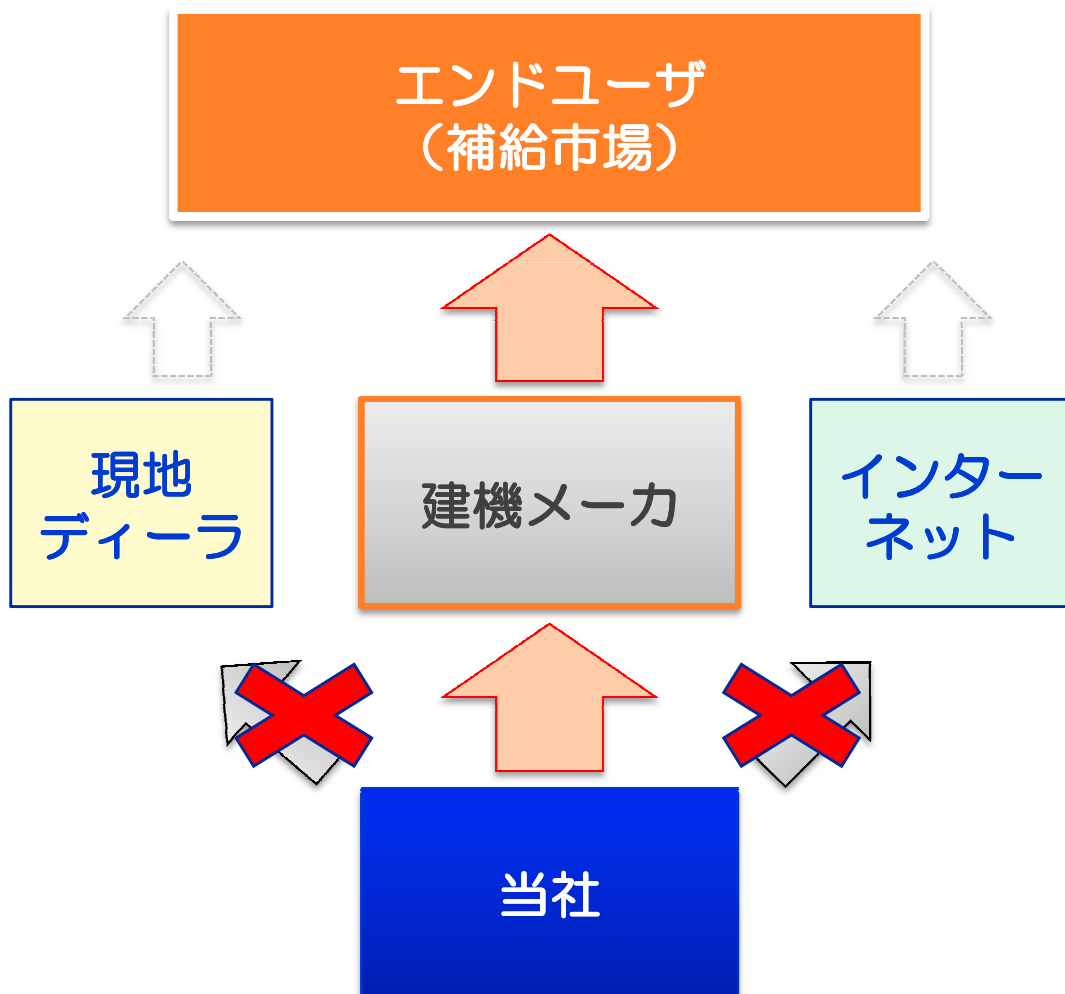 エンドユーザ
（補給市場）
現地
ディーラ
建機メーカ
インター
ネット
当社